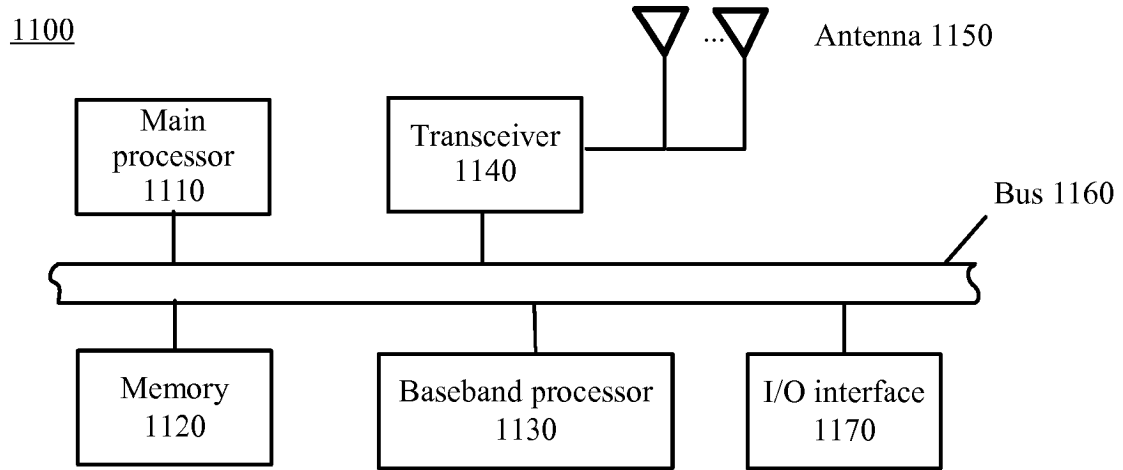 1100
... Antenna 1150
Main
processor
1110
Transceiver
1140
Bus 1160
Memory
1120
Baseband processor
1130
I/O interface
1170